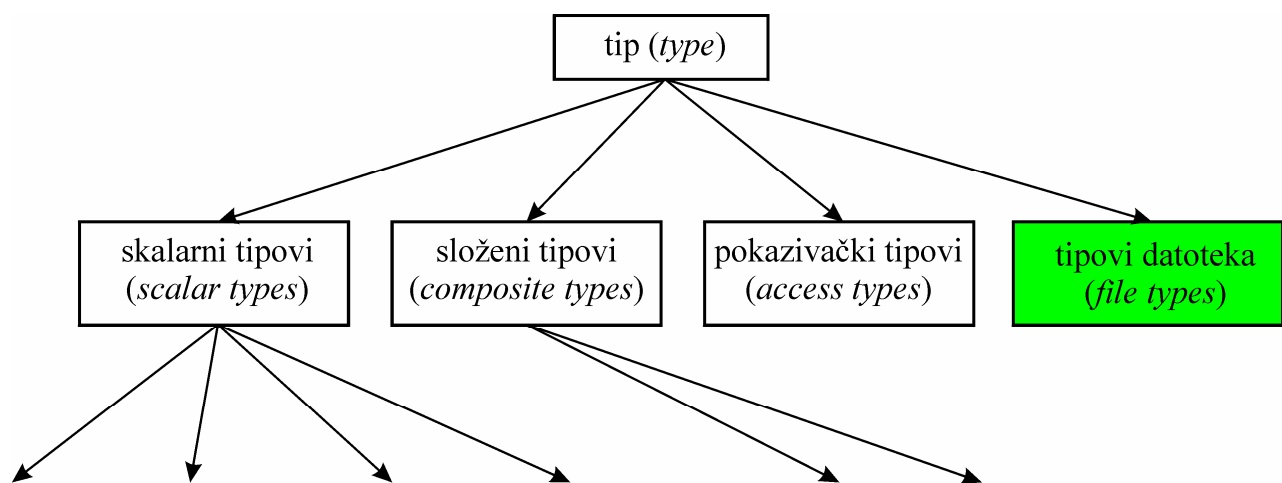 tip (type)
skalarni tipovi
(scalar types)
složeni tipovi
(composite types)
pokazivački tipovi
(access types)
tipovi datoteka
(file types)